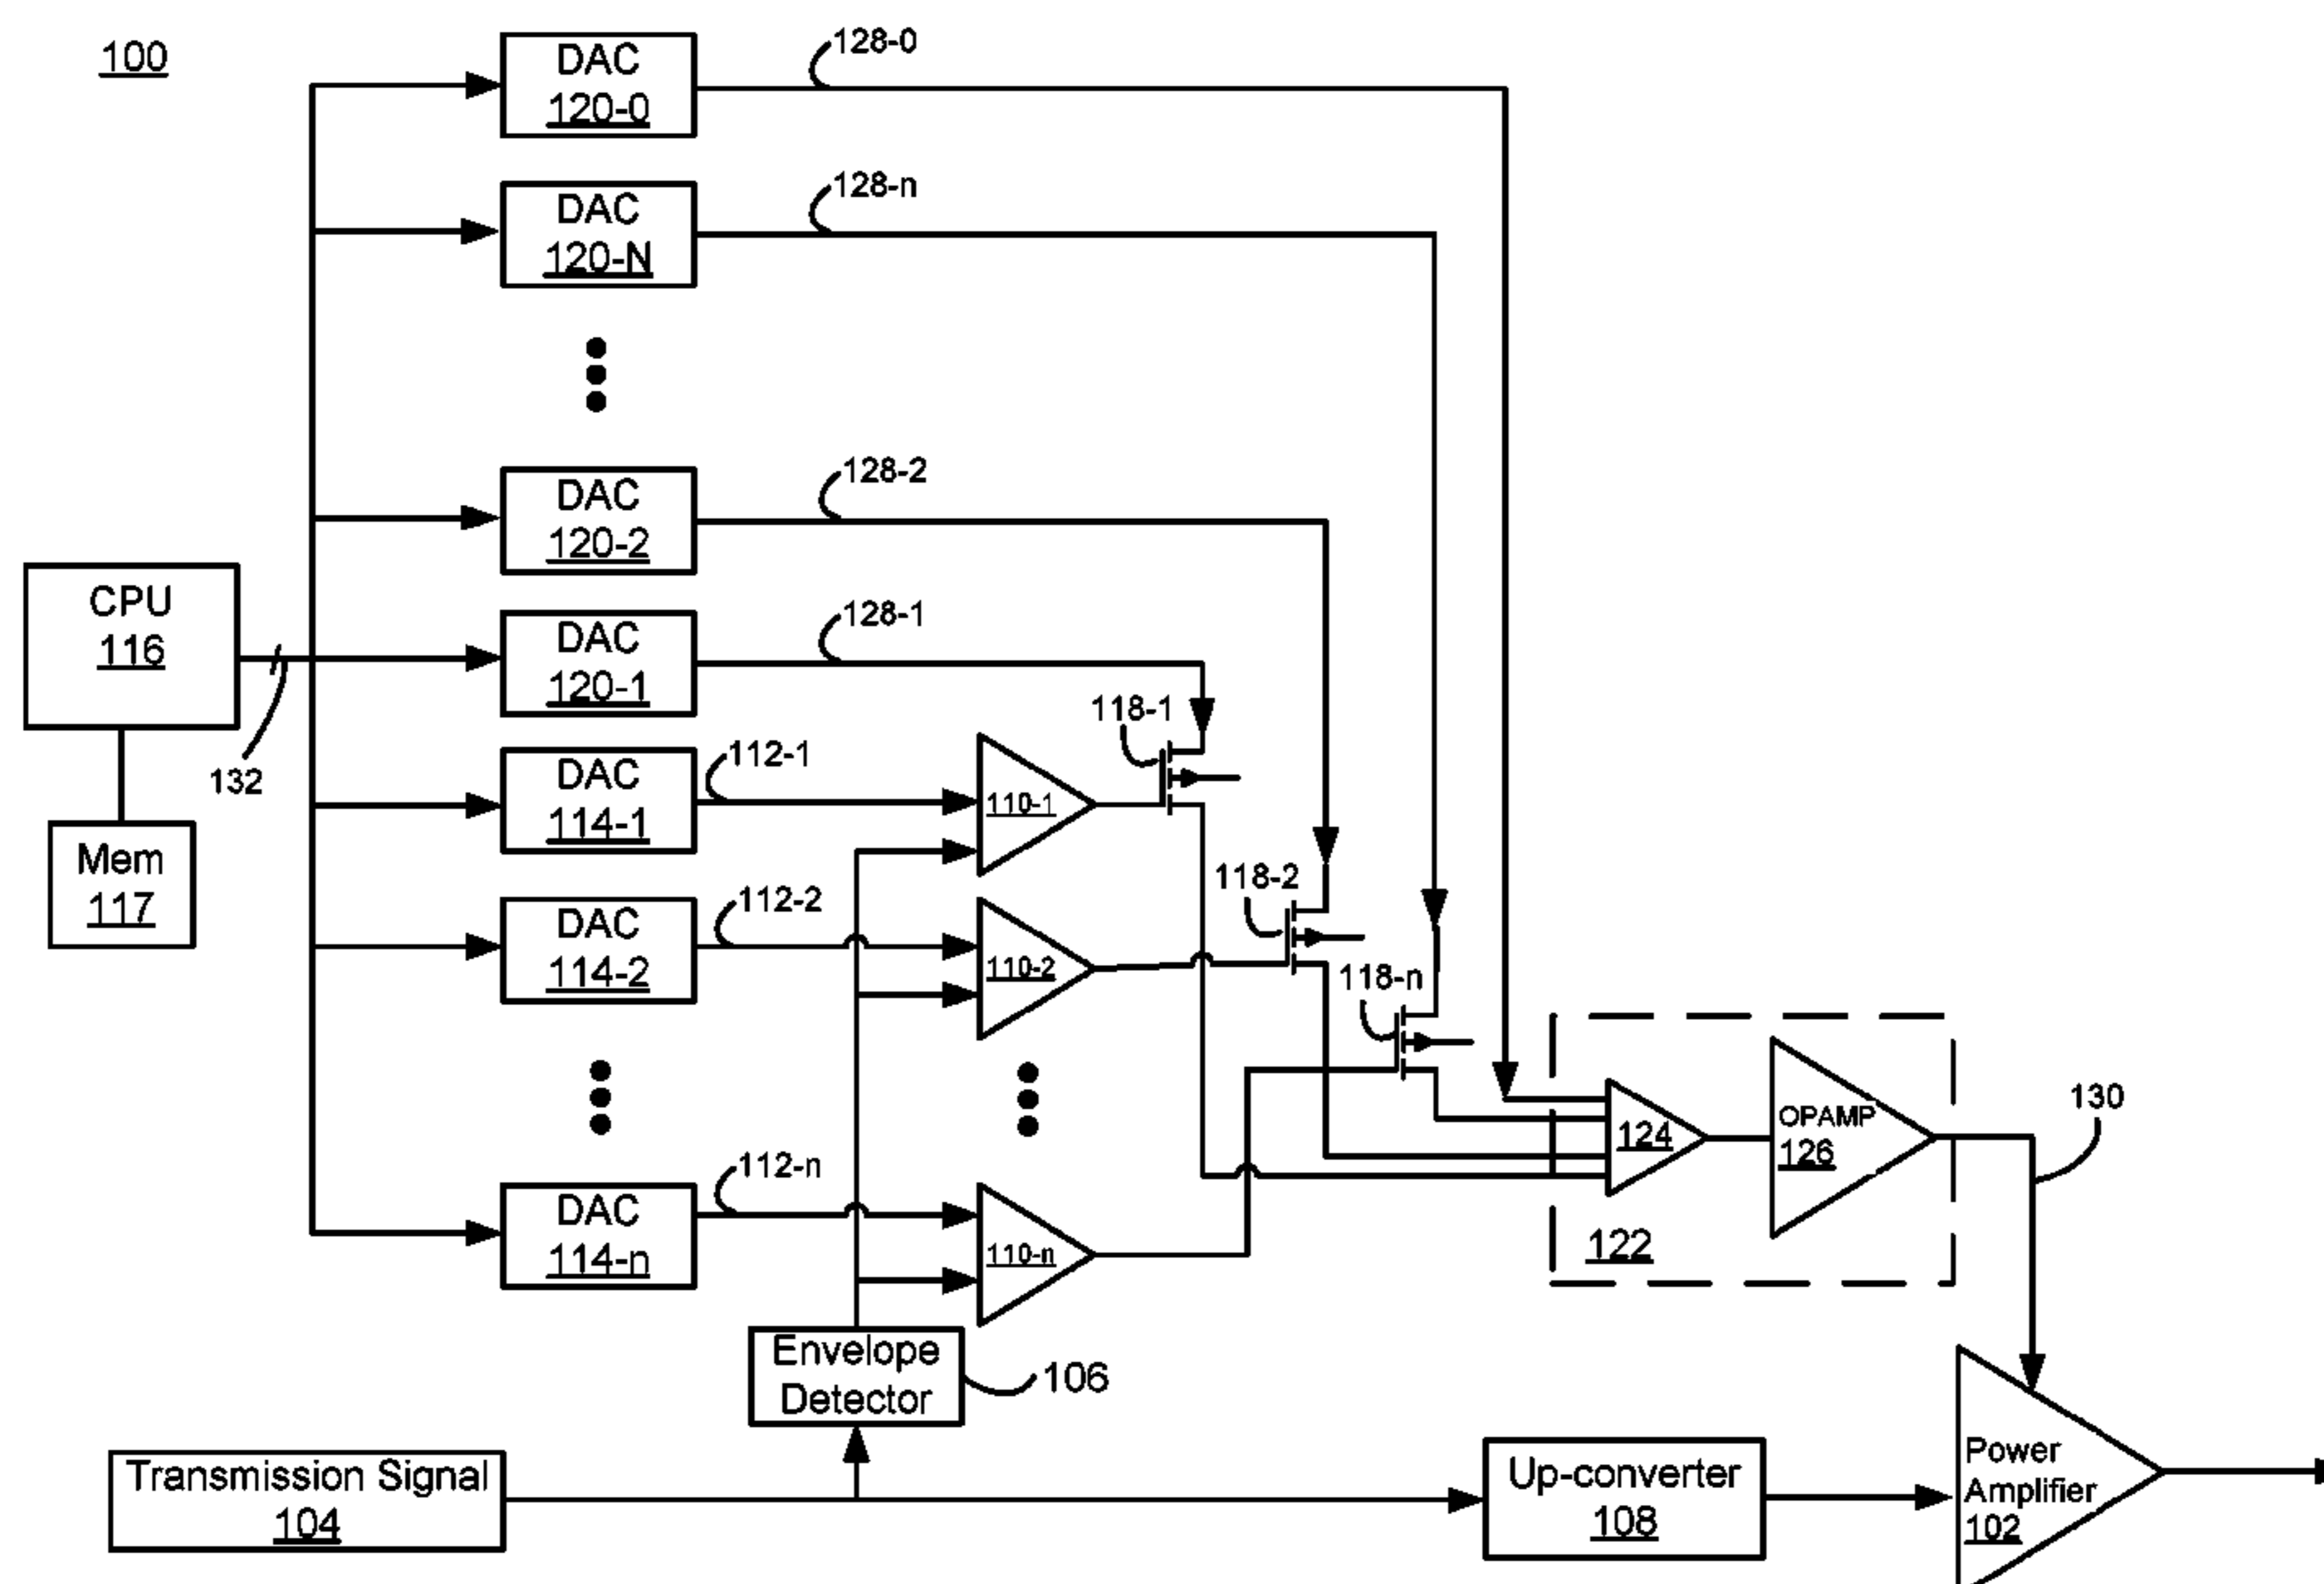 100
DAC
120-0
128-0
DAC
120-N
128-n
DAC
120-2
128-2
CPU
116
DAC
120-1
128-1
132
118-1
DAC
114-1
112-1
110-1
Mem
117
118-2
DAC
114-2
112-2
110-2
118-n
OPAMP
126
124
130
122
DAC
114-n
112-n
110-n
Envelope
Detector
106
Transmission Signal
104
Up-converter
108
Power
Amplifier
102